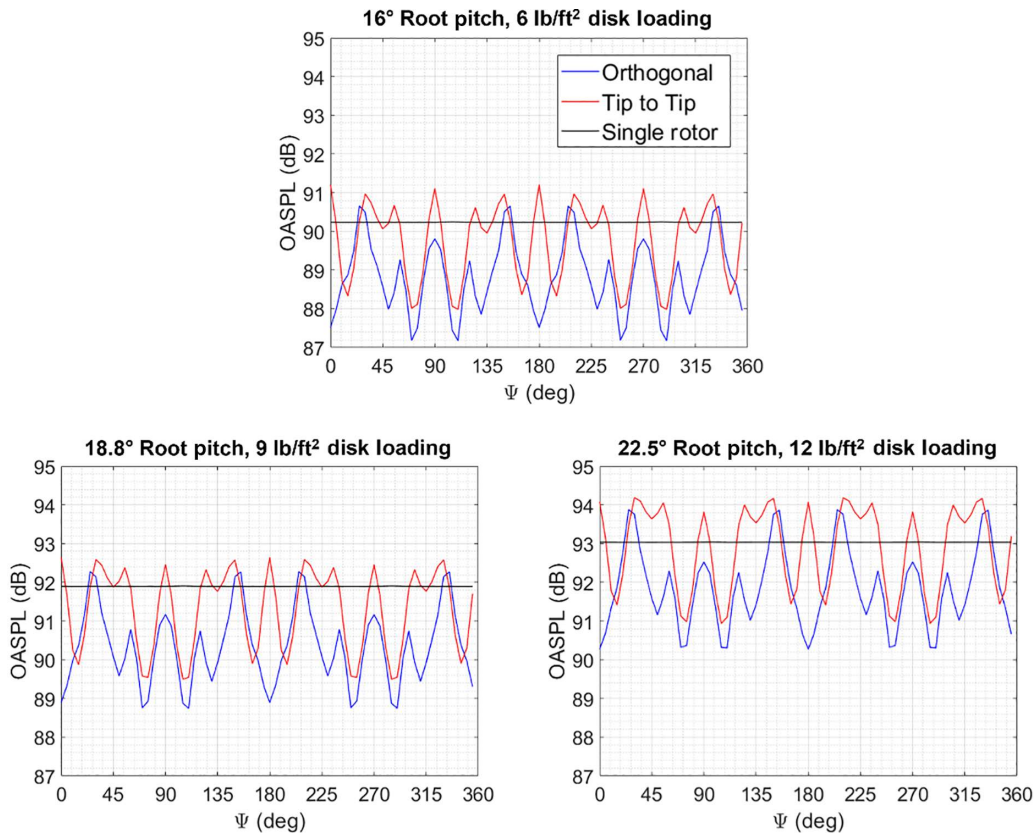 16° Root pitch, 6 lb/ft² disk loading
95
94
93
92
91
90
89
88
87
OASPL (dB)
Orthogonal
Tip to Tip
Single rotor
0 45 90 135 180 225 270 315 360
Ψ (deg)
18.8° Root pitch, 9 lb/ft² disk loading
95
94
93
92
91
90
89
88
87
OASPL (dB)
0 45 90 135 180 225 270 315 360
Ψ (deg)
22.5° Root pitch, 12 lb/ft² disk loading
95
94
93
92
91
90
89
88
87
OASPL (dB)
0 45 90 135 180 225 270 315 360
Ψ (deg)